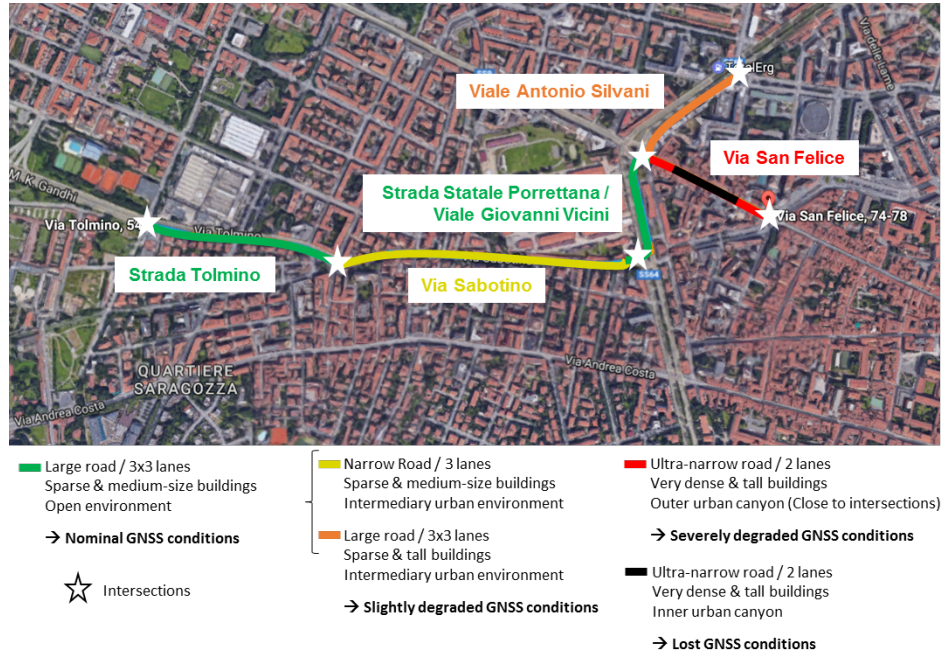 TotalErg
Via delle Lame
Viale Antonio Silvani
Via San Felice
Strada Statale Porrettana /
Viale Giovanni Vicini
M. K. Gandhi
Via Tolmino, 54
Via Tolmino
Via San Felice, 74-78
Strada Tolmino
Via Sabotino
SS64
Via Andrea Costa
QUARTIERE
SARAGOZZA
Via Andrea Costa
Large road / 3x3 lanes
Sparse & medium-size buildings
Open environment
→ Nominal GNSS conditions
Intersections
Narrow Road / 3 lanes
Sparse & medium-size buildings
Intermediary urban environment
Large road / 3x3 lanes
Sparse & tall buildings
Intermediary urban environment
→ Slightly degraded GNSS conditions
Ultra-narrow road / 2 lanes
Very dense & tall buildings
Outer urban canyon (Close to intersections)
→ Severely degraded GNSS conditions
Ultra-narrow road / 2 lanes
Very dense & tall buildings
Inner urban canyon
→ Lost GNSS conditions